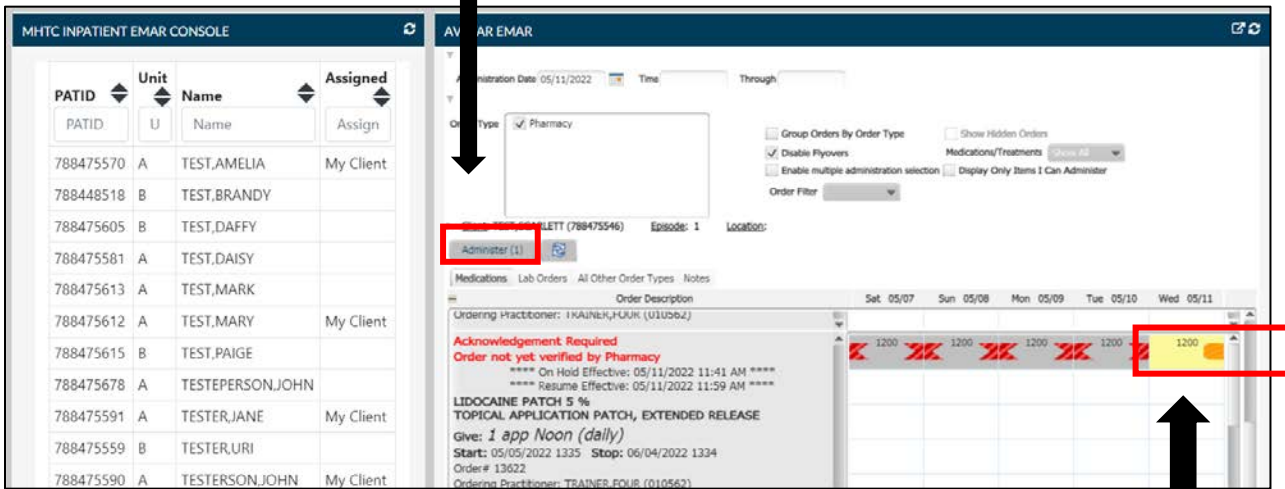 MHTC INPATIENT EMAR CONSOLE
PATID Unit Name Assigned
PATID U Name Assign
788475570 A TEST,AMELIA My Client
788448518 B TEST,BRANDY
788475605 B TEST,DAFFY
788475581 A TEST,DAISY
788475613 A TEST,MARK
788475612 A TEST,MARY My Client
788475615 B TEST,PAIGE
788475678 A TESTEPERSON,JOHN
788475591 A TESTER,JANE My Client
788475559 B TESTER,URI
788475590 A TESTERSON,JOHN My Client
AR EMAR
Date 05/11/2022 Time Through
Type Pharmacy
Group Orders By Order Type Show Hidden Orders
Disable Flyovers Medications/Treatments Show All
Enable multiple administration selection Display Only Items I Can Administer
Order Filter
Client: TEST,SCARLETT (788475546) Episode: 1 Location:
Administer (1)
Medications Lab Orders All Other Order Types Notes
Order Description Sat 05/07 Sun 05/08 Mon 05/09 Tue 05/10 Wed 05/11
Ordering Practitioner: TRAINER,FOUR (010562)
Acknowledgement Required 1200 1200 1200 1200 1200
Order not yet verified by Pharmacy
**** On Hold Effective: 05/11/2022 11:41 AM ****
**** Resume Effective: 05/11/2022 11:59 AM ****
LIDOCAINE PATCH 5 %
TOPICAL APPLICATION PATCH, EXTENDED RELEASE
Give: 1 app Noon (daily)
Start: 05/05/2022 1335 Stop: 06/04/2022 1334
Order# 13622
Ordering Practitioner: TRAINER,FOUR (010562)